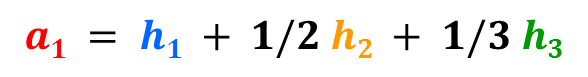 a₁ = h₁ + 1/2 h₂ + 1/3 h₃